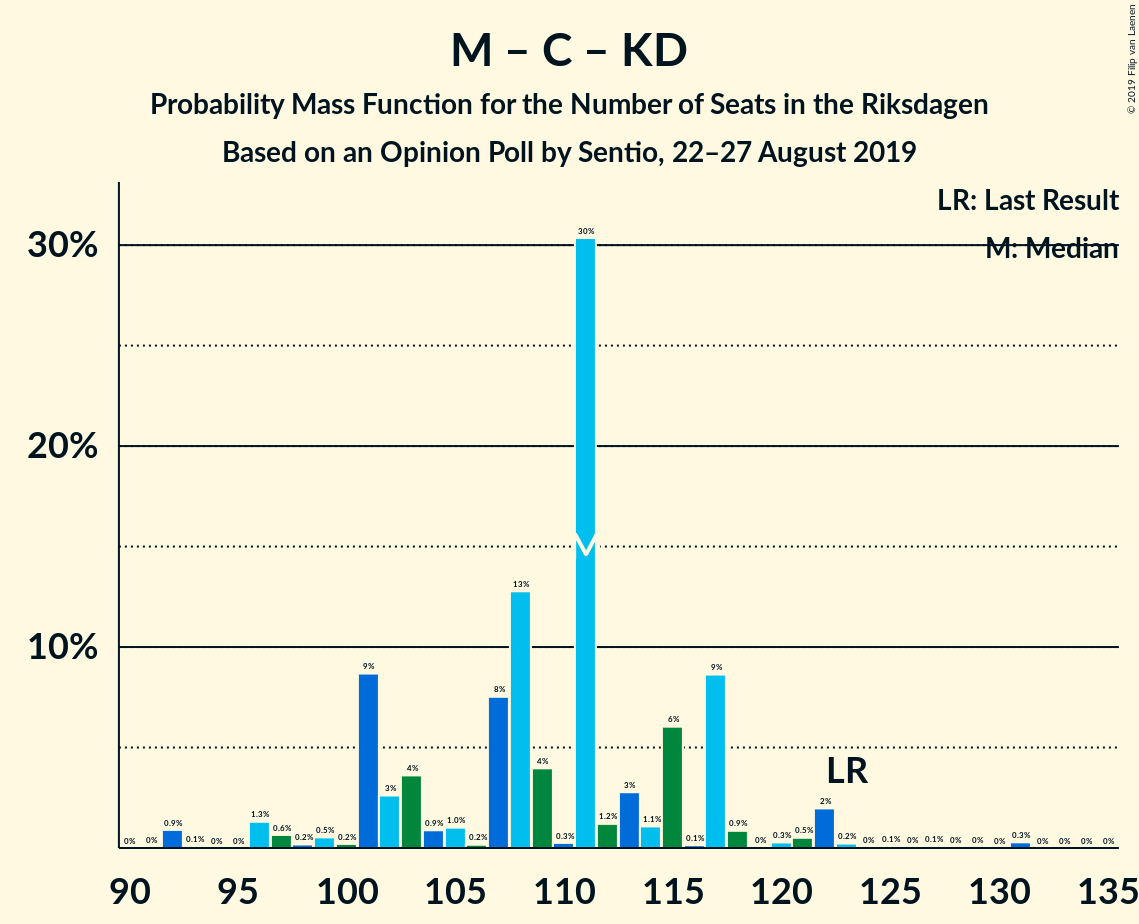 M – C – KD
Probability Mass Function for the Number of Seats in the Riksdagen
Based on an Opinion Poll by Sentio, 22–27 August 2019
© 2019 Filip van Laenen
LR: Last Result
M: Median
30%
20%
10%
0% 0% 0.9% 0.1% 0% 0% 1.3% 0.6% 0.2% 0.5% 0.2% 9% 3% 4% 0.9% 1.0% 0.2% 8% 13% 4% 0.3% 30% 1.2% 3% 1.1% 6% 0.1% 9% 0.9% 0% 0.3% 0.5% 2% 0.2% 0% 0.1% 0% 0.1% 0% 0% 0% 0.3% 0% 0% 0% 0%
LR
90 95 100 105 110 115 120 125 130 135